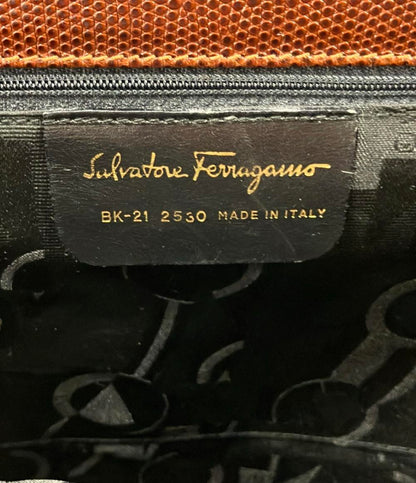 Salvatore Ferragamo
BK-21 2530 MADE IN ITALY